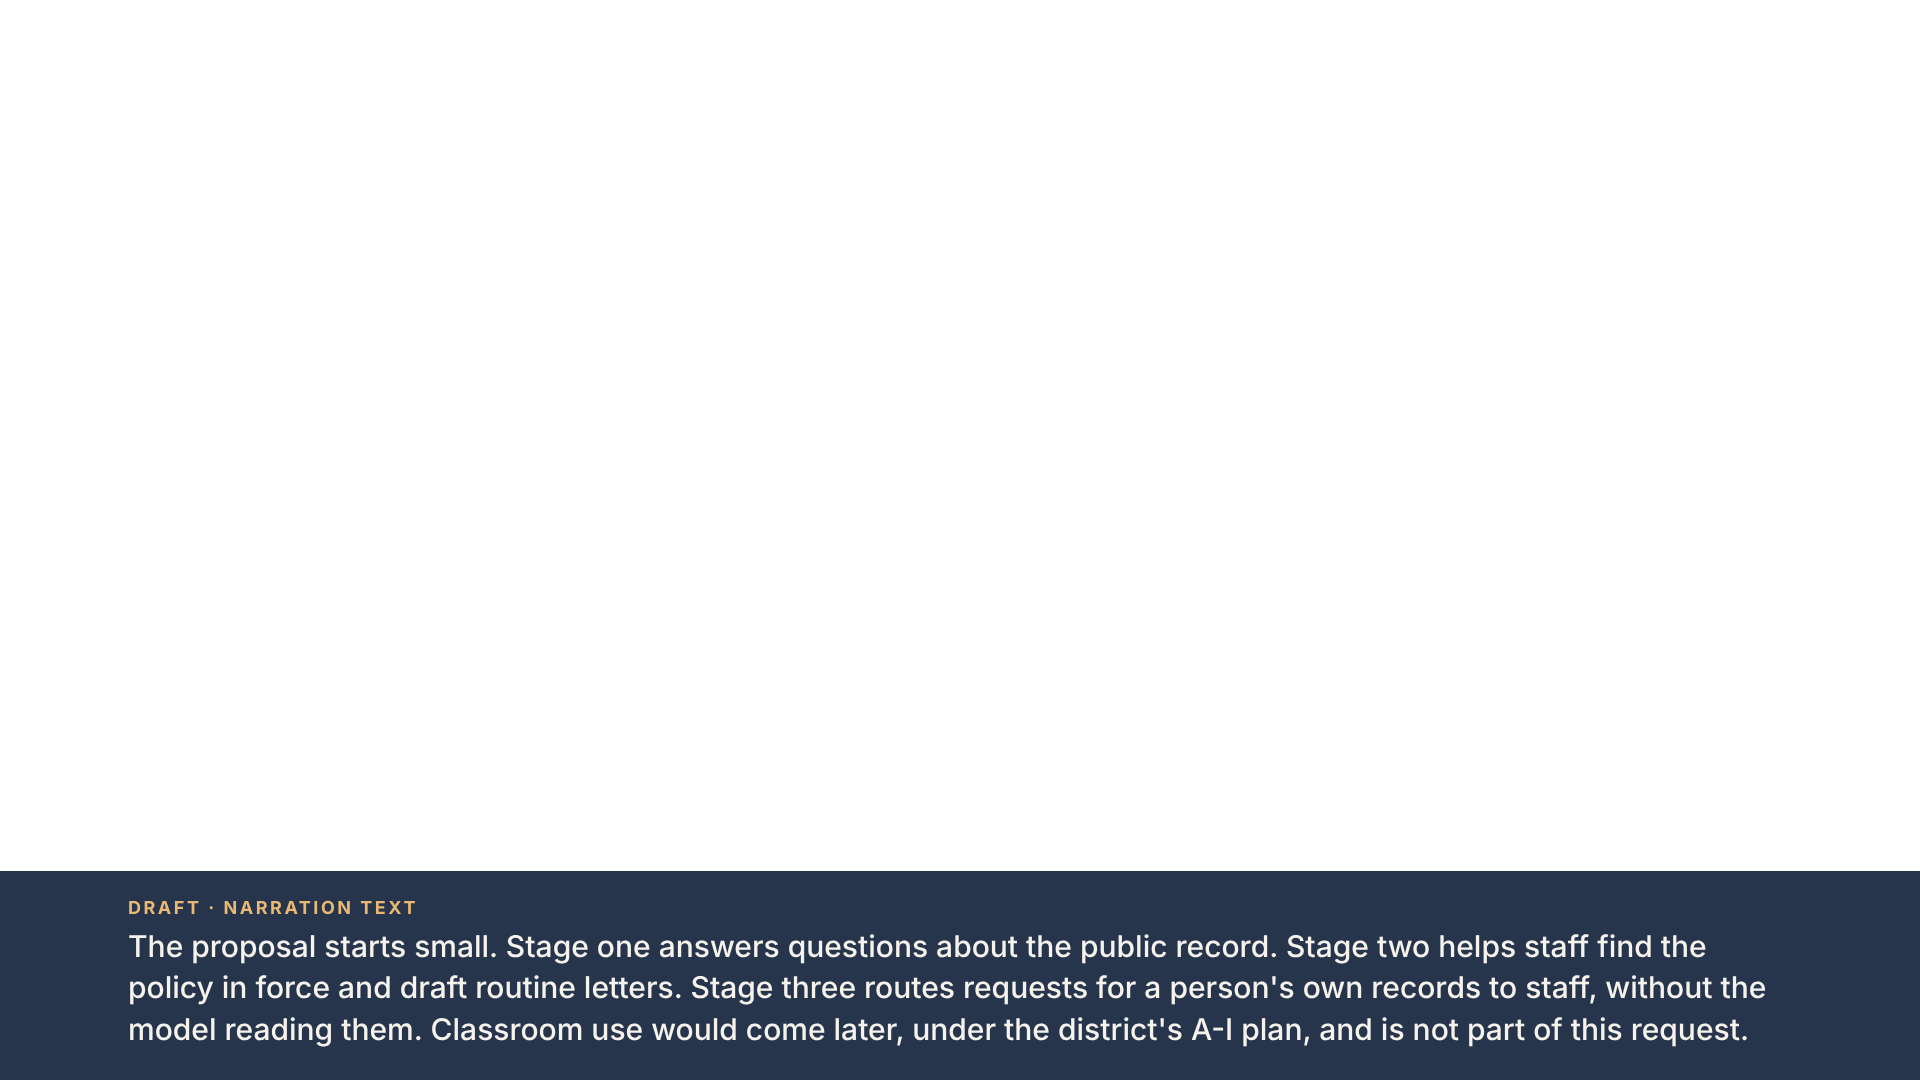 DRAFT · NARRATION TEXT
The proposal starts small. Stage one answers questions about the public record. Stage two helps staff find the
policy in force and draft routine letters. Stage three routes requests for a person's own records to staff, without the
model reading them. Classroom use would come later, under the district's A-I plan, and is not part of this request.